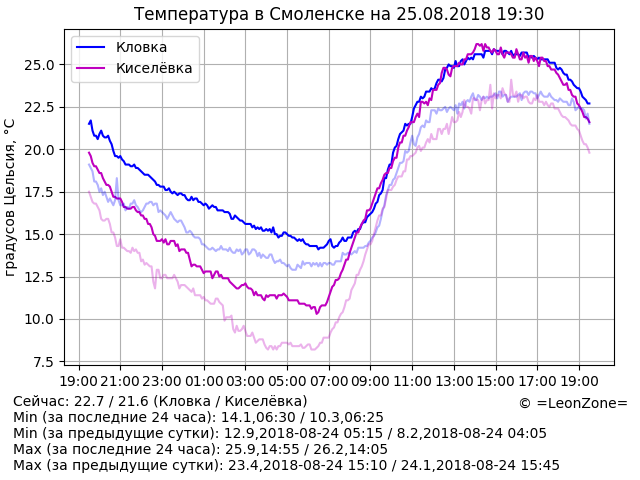 Температура в Смоленске на 25.08.2018 19:30
Кловка
Киселёвка
градусов Цельсия, °C
25.0
22.5
20.0
17.5
15.0
12.5
10.0
7.5
19:00 21:00 23:00 01:00 03:00 05:00 07:00 09:00 11:00 13:00 15:00 17:00 19:00
Сейчас: 22.7 / 21.6 (Кловка / Киселёвка)
© =LeonZone=
Min (за последние 24 часа): 14.1,06:30 / 10.3,06:25
Min (за предыдущие сутки): 12.9,2018-08-24 05:15 / 8.2,2018-08-24 04:05
Max (за последние 24 часа): 25.9,14:55 / 26.2,14:05
Max (за предыдущие сутки): 23.4,2018-08-24 15:10 / 24.1,2018-08-24 15:45